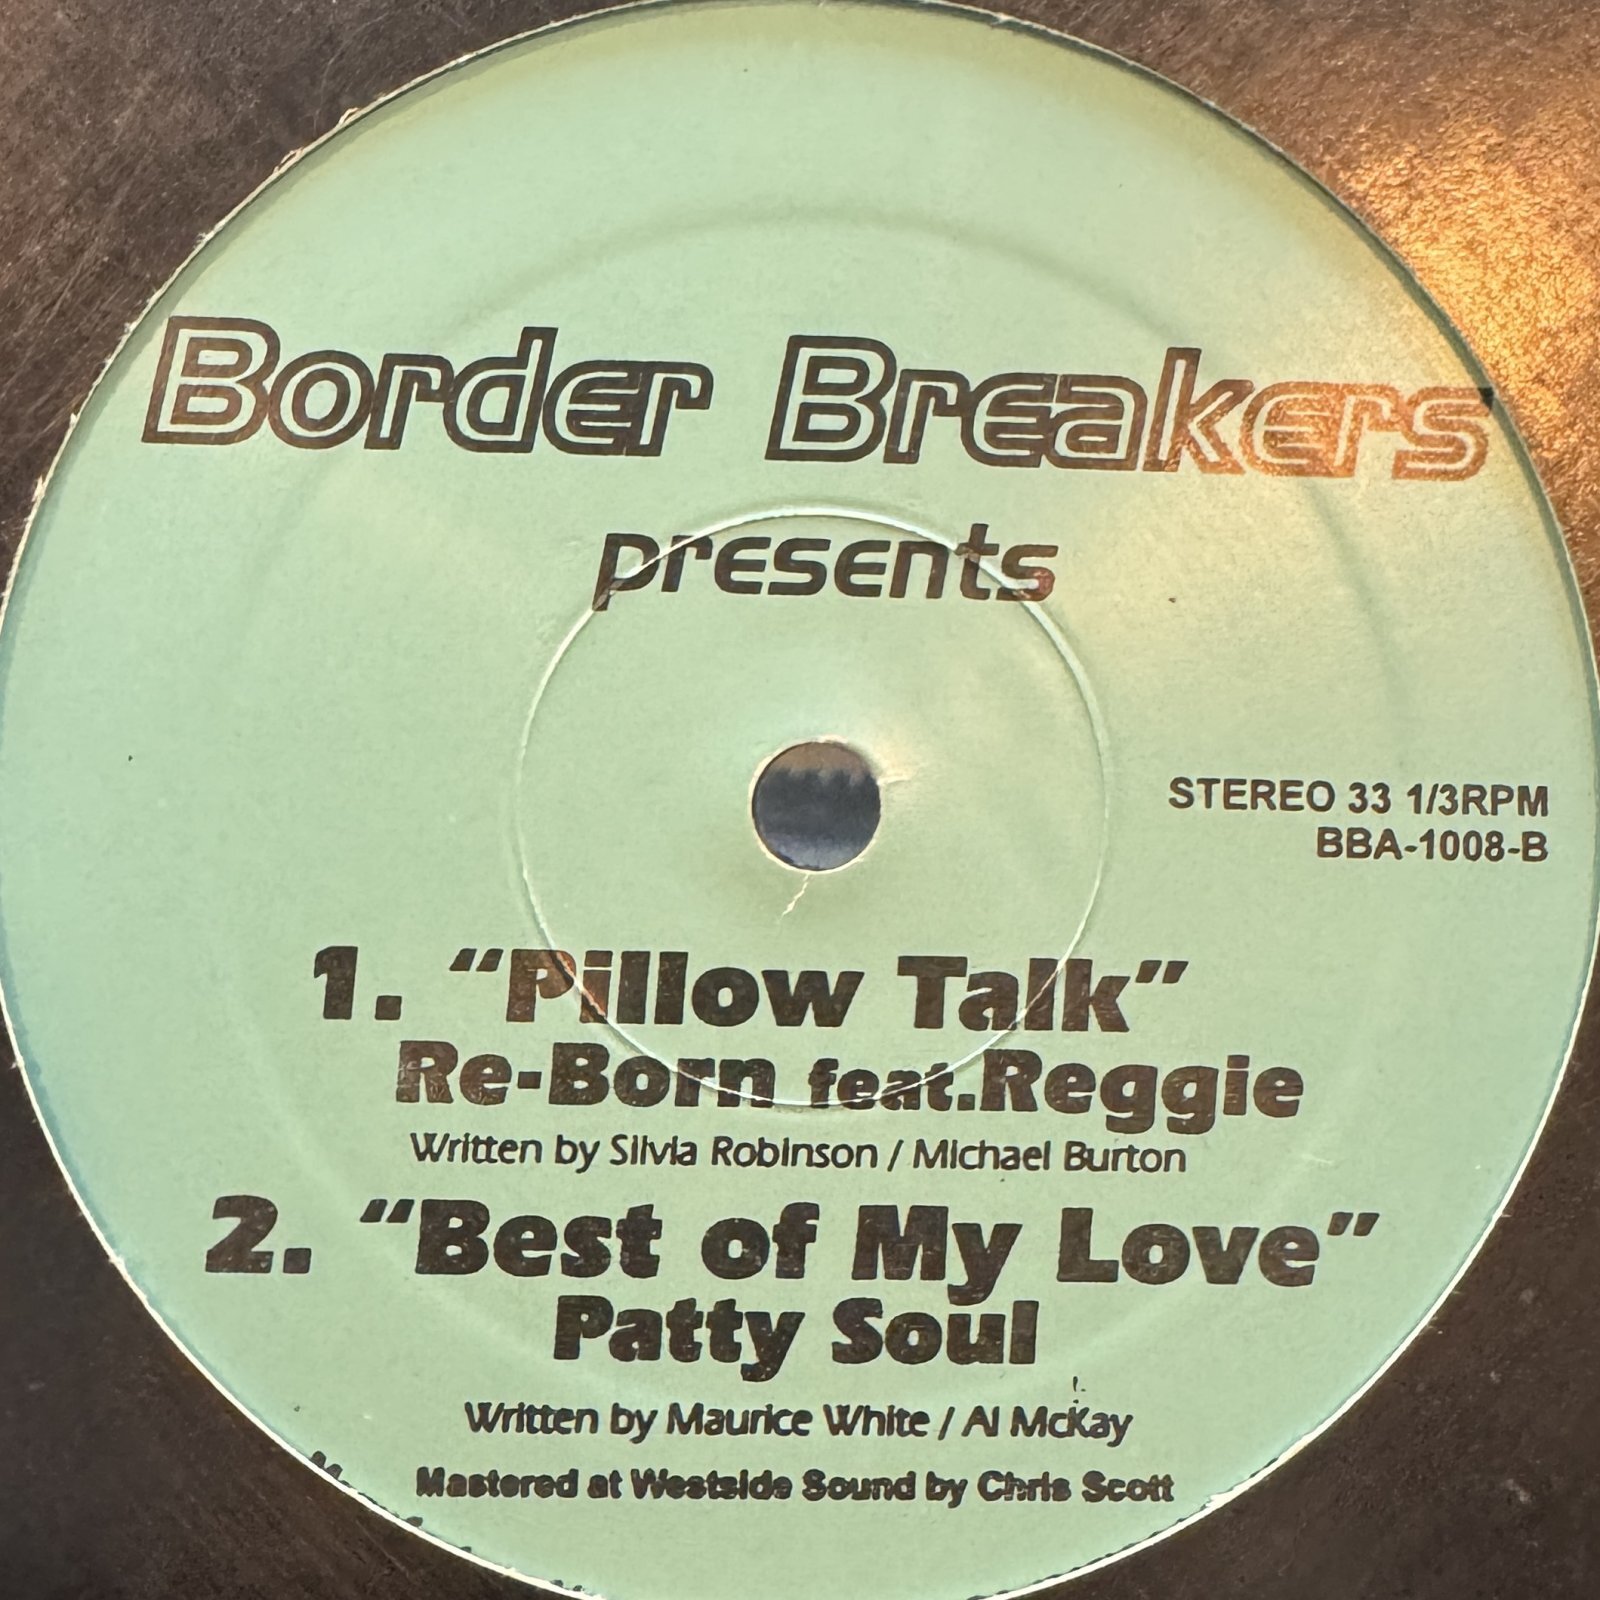 Border Breakers
presents
STEREO 33 1/3RPM
BBA-1008-B
1. "Pillow Talk"
Re-Born feat.Reggie
Written by Silvia Robinson / Michael Burton
2. "Best of My Love"
Patty Soul
Written by Maurice White / Al McKay
Mastered at Westside Sound by Chris Scott